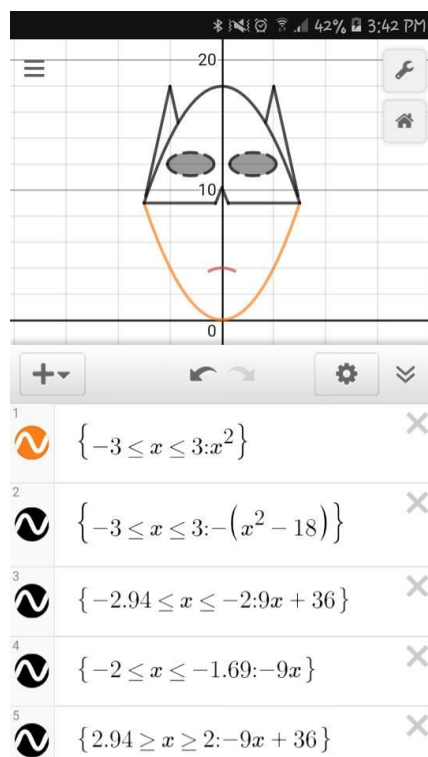 42% 3:42 PM
20
10
0
1
{−3 ≤ x ≤ 3:x²}
2
{−3 ≤ x ≤ 3:−(x² − 18)}
3
{−2.94 ≤ x ≤ −2:9x + 36}
4
{−2 ≤ x ≤ −1.69:−9x}
5
{2.94 ≥ x ≥ 2:−9x + 36}